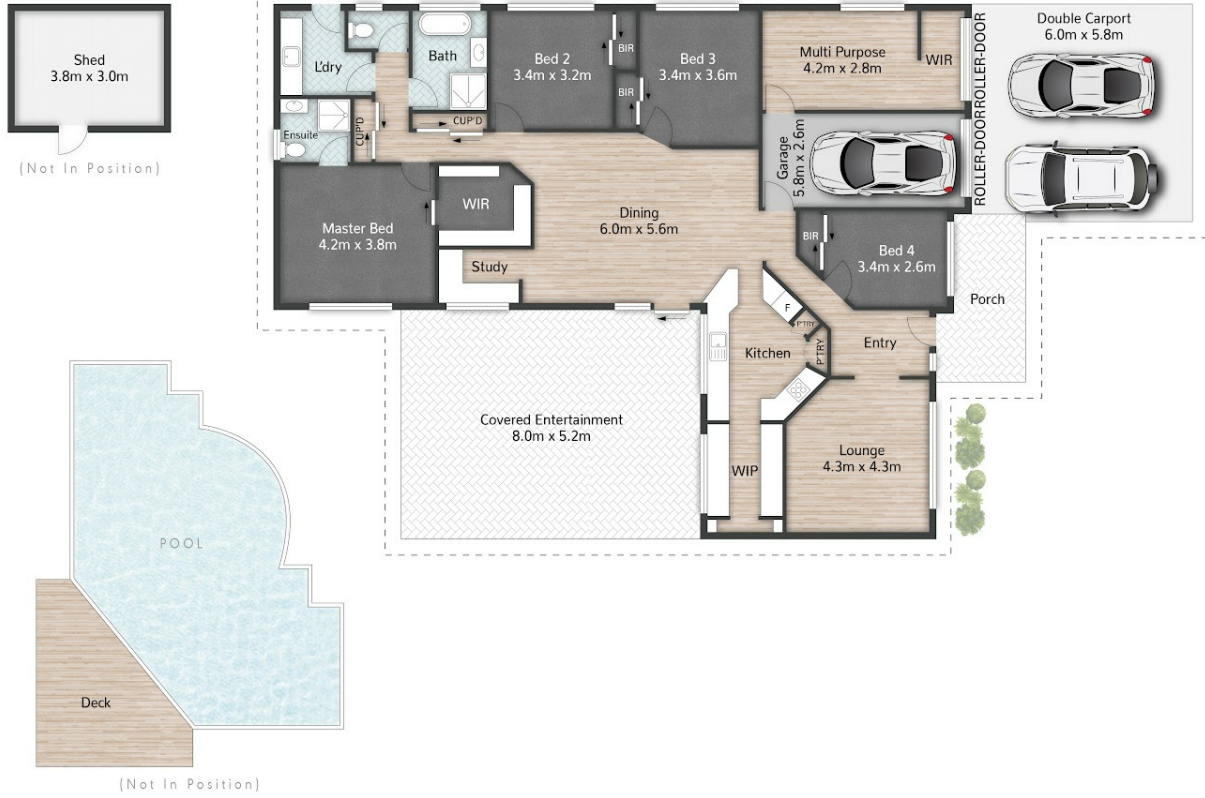 Shed
3.8m x 3.0m
(Not In Position)
L'dry
Bath
Bed 2
3.4m x 3.2m
BIR
BIR
Bed 3
3.4m x 3.6m
Multi Purpose
4.2m x 2.8m
WIR
ROLLER-DOOR
ROLLER-DOOR
Double Carport
6.0m x 5.8m
Ensuite
CUP'D
CUP'D
Garage
5.8m x 2.6m
Master Bed
4.2m x 3.8m
WIR
Study
Dining
6.0m x 5.6m
BIR
Bed 4
3.4m x 2.6m
Porch
F
P'TRY
P'TRY
Kitchen
Entry
Covered Entertainment
8.0m x 5.2m
WIP
Lounge
4.3m x 4.3m
POOL
Deck
(Not In Position)